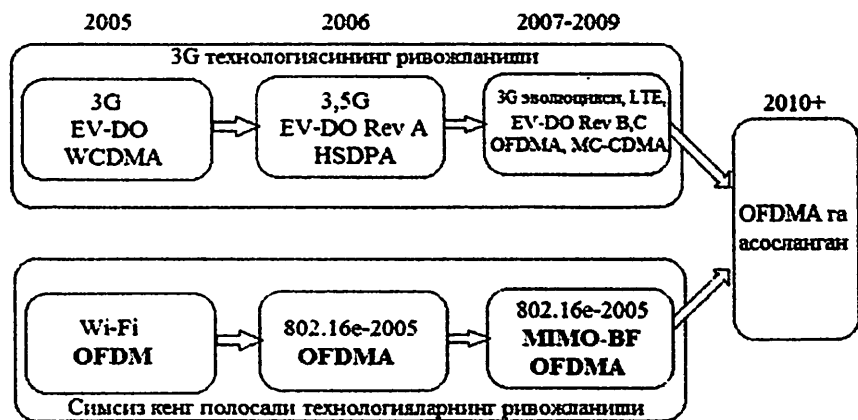 2005
2006
2007-2009
3G технологиясининг ривожланиши
3G
EV-DO
WCDMA
3,5G
EV-DO Rev A
HSDPA
3G эволюцияси, LTE,
EV-DO Rev B,C
OFDMA, MC-CDMA
2010+
OFDMA га
асосланган
Wi-Fi
OFDM
802.16e-2005
OFDMA
802.16e-2005
MIMO-BF
OFDMA
Симсиз кенг полосали технологияларнинг ривожланиши